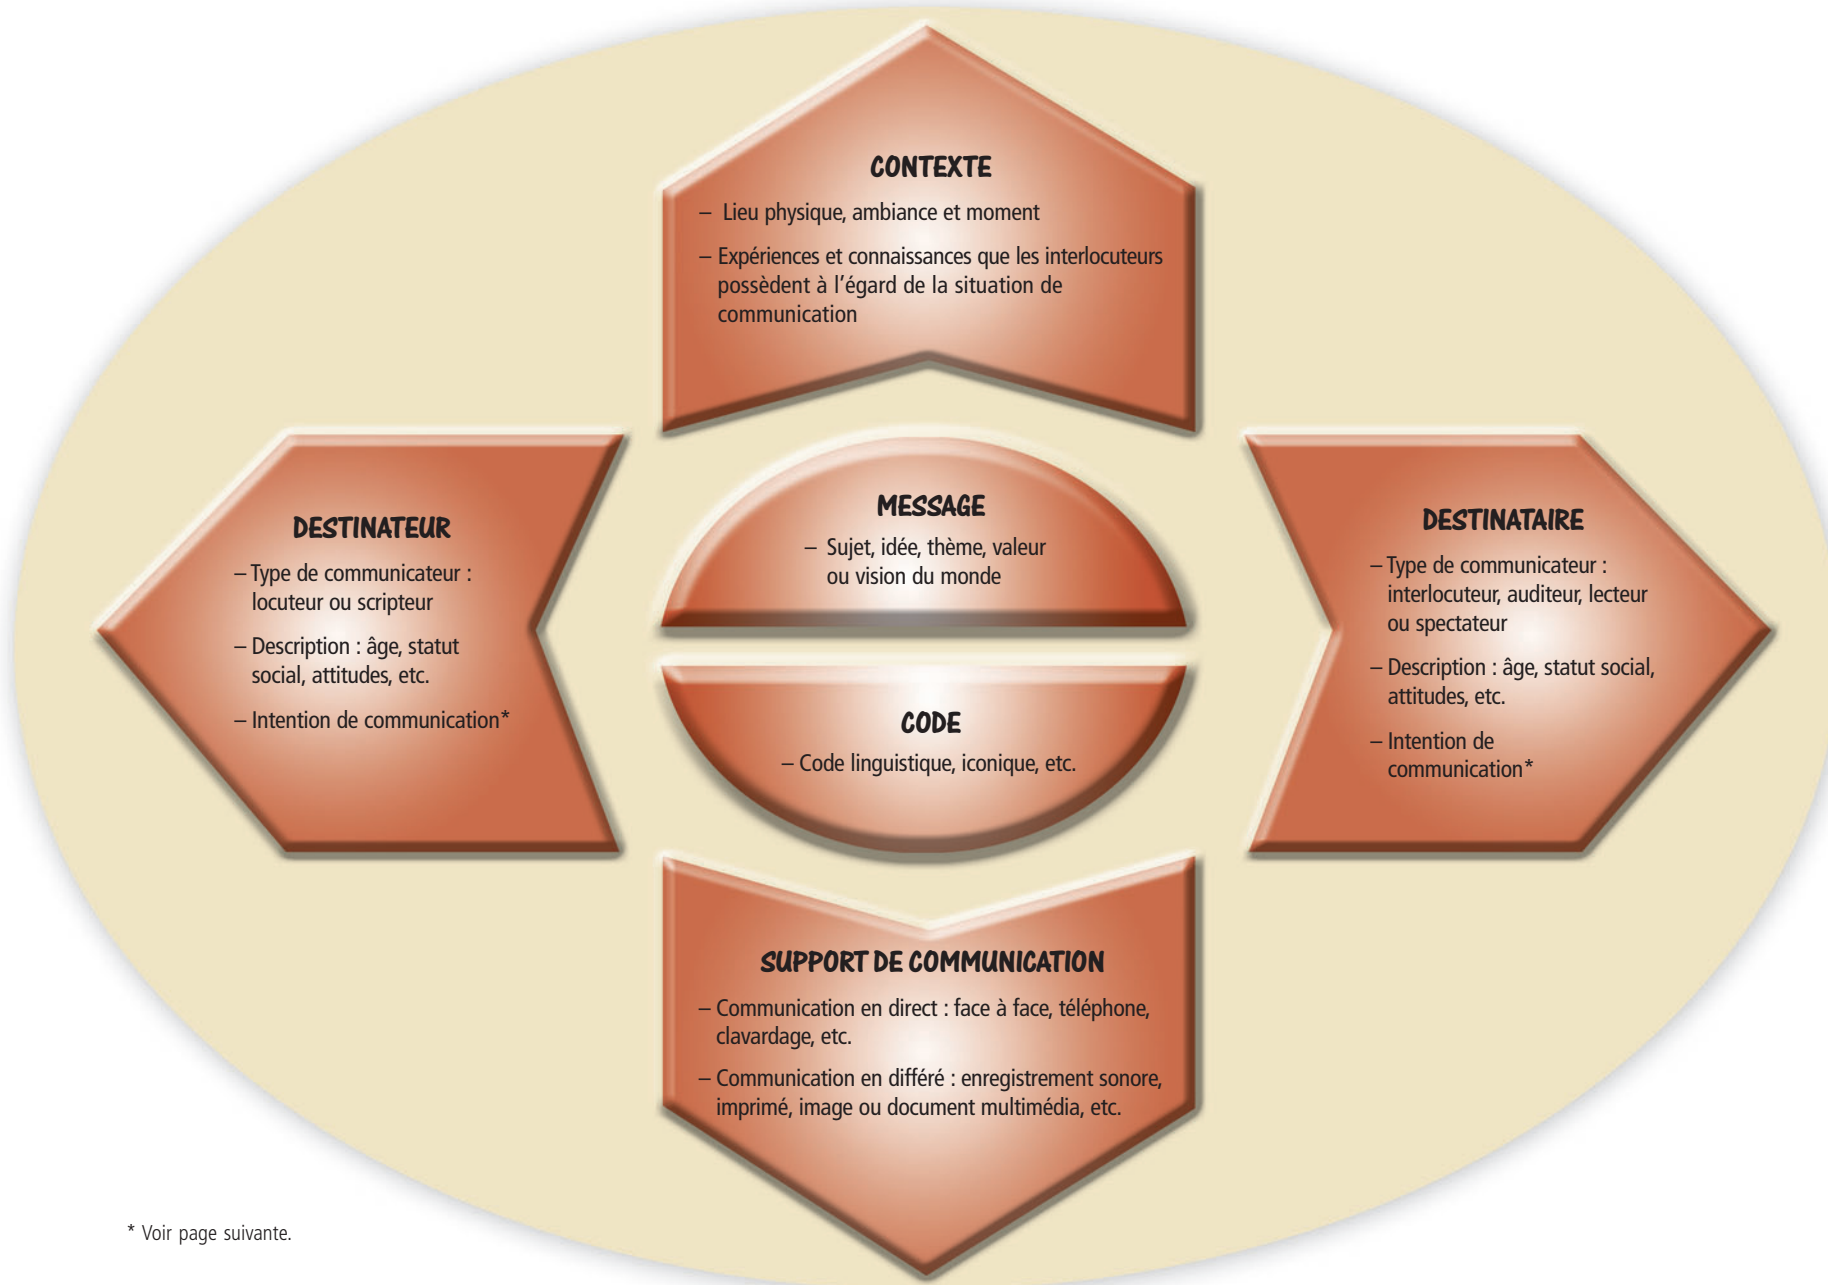 CONTEXTE
– Lieu physique, ambiance et moment
– Expériences et connaissances que les interlocuteurs
possèdent à l'égard de la situation de
communication
DESTINATEUR
– Type de communicateur :
locuteur ou scripteur
– Description : âge, statut
social, attitudes, etc.
– Intention de communication*
MESSAGE
– Sujet, idée, thème, valeur
ou vision du monde
CODE
– Code linguistique, iconique, etc.
DESTINATAIRE
– Type de communicateur :
interlocuteur, auditeur, lecteur
ou spectateur
– Description : âge, statut social,
attitudes, etc.
– Intention de
communication*
SUPPORT DE COMMUNICATION
– Communication en direct : face à face, téléphone,
clavardage, etc.
– Communication en différé : enregistrement sonore,
imprimé, image ou document multimédia, etc.
* Voir page suivante.